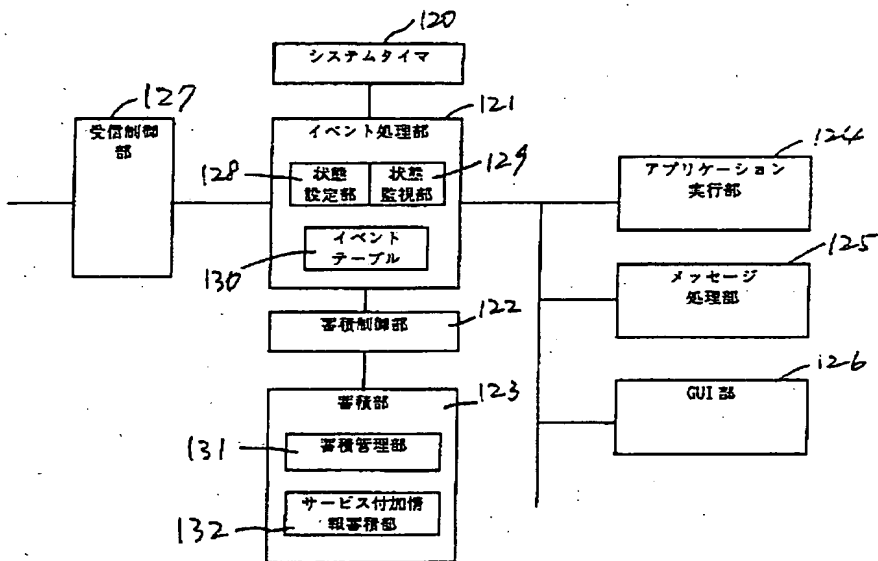 120
システムタイマ
127
受信制御
部
121
イベント処理部
128
状態
設定部
状態
監視部
129
イベント
テーブル
130
124
アプリケーション
実行部
125
メッセージ
処理部
蓄積制御部
122
126
GUI部
蓄積部
123
131
蓄積管理部
サービス付加情
報蓄積部
132